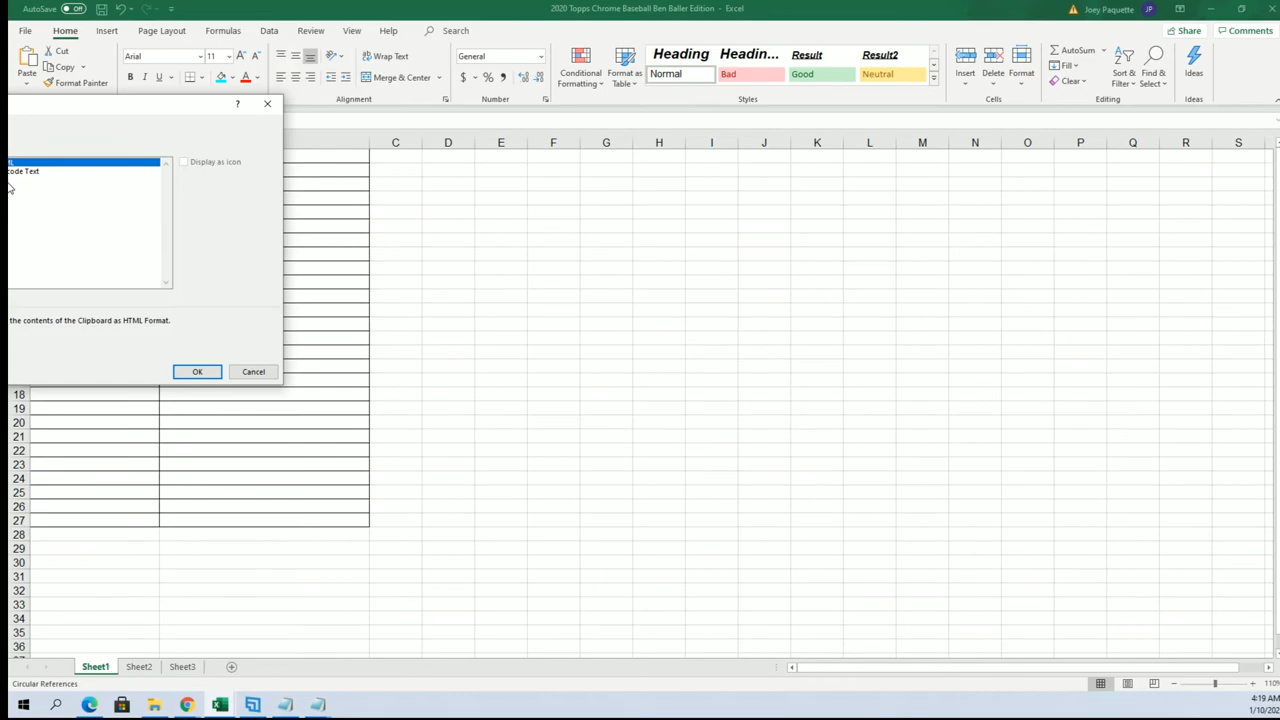 AutoSave Off 2020 Topps Chrome Baseball Ben Baller Edition - Excel Joey Paquette JP
File Home Insert Page Layout Formulas Data Review View Help Search Share Comments
Paste Cut Copy Format Painter
Arial 11 B I U A A A
Wrap Text
Merge & Center
Alignment
General
$ % ,
Number
Conditional
Formatting
Format as
Table
Heading Headin... Result Result2
Normal Bad Good Neutral
Styles
Insert Delete Format
Cells
AutoSum
Fill
Clear
Sort &
Filter
Find &
Select
Editing
Ideas
Ideas
?
Display as icon
code Text
the contents of the Clipboard as HTML Format.
OK Cancel
C D E F G H I J K L M N O P Q R S
18
19
20
21
22
23
24
25
26
27
28
29
30
31
32
33
34
35
36
Sheet1 Sheet2 Sheet3
Circular References 110%
4:19 AM
1/10/202